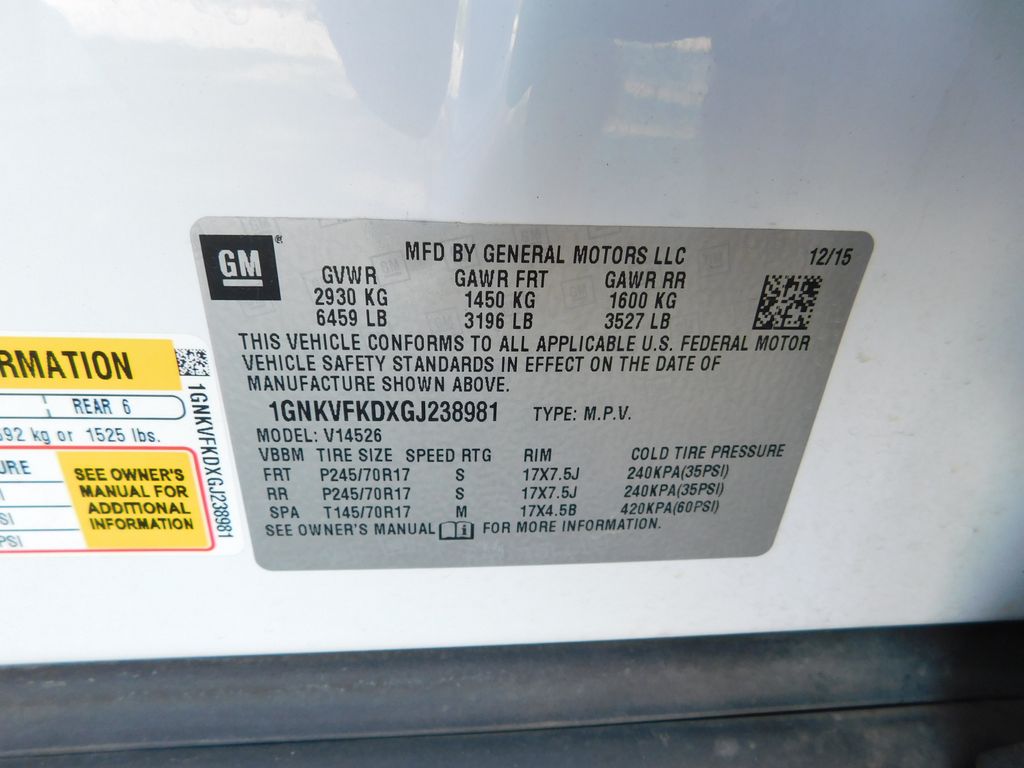 GM®
MFD BY GENERAL MOTORS LLC 12/15
GVWR GAWR FRT GAWR RR
2930 KG 1450 KG 1600 KG
6459 LB 3196 LB 3527 LB
THIS VEHICLE CONFORMS TO ALL APPLICABLE U.S. FEDERAL MOTOR
VEHICLE SAFETY STANDARDS IN EFFECT ON THE DATE OF
MANUFACTURE SHOWN ABOVE.
1GNKVFKDXGJ238981 TYPE: M.P.V.
MODEL: V14526
VBBM TIRE SIZE SPEED RTG RIM COLD TIRE PRESSURE
FRT P245/70R17 S 17X7.5J 240KPA(35PSI)
RR P245/70R17 S 17X7.5J 240KPA(35PSI)
SPA T145/70R17 M 17X4.5B 420KPA(60PSI)
SEE OWNER'S MANUAL i FOR MORE INFORMATION.
RMATION
REAR 6
kg or 1525 lbs.
URE
SI
PSI
SEE OWNER'S
MANUAL FOR
ADDITIONAL
INFORMATION
1GNKVFKDXGJ238981